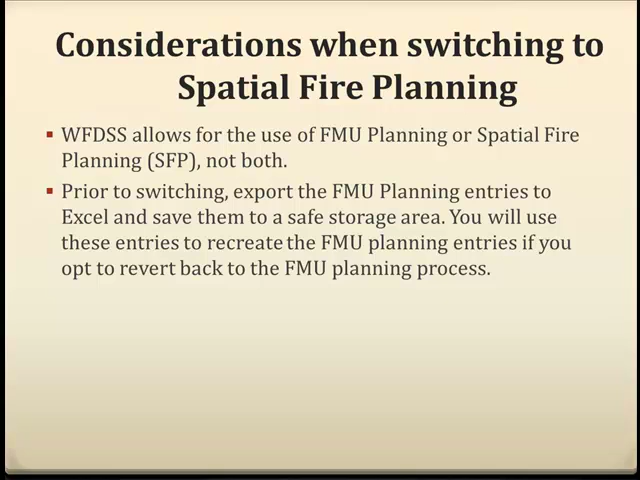 Considerations when switching to
Spatial Fire Planning
▪ WFDSS allows for the use of FMU Planning or Spatial Fire
Planning (SFP), not both.
▪ Prior to switching, export the FMU Planning entries to
Excel and save them to a safe storage area. You will use
these entries to recreate the FMU planning entries if you
opt to revert back to the FMU planning process.